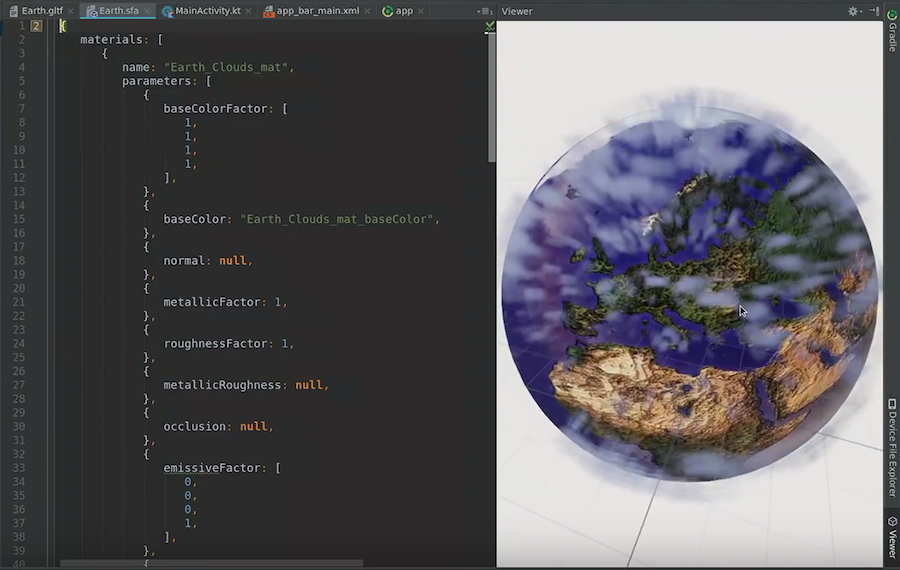 Earth.gltf
Earth.sfa
MainActivity.kt
app_bar_main.xml
app
Viewer
1 {
2 materials: [
3 {
4 name: "Earth_Clouds_mat",
5 parameters: [
6 {
7 baseColorFactor: [
8 1,
9 1,
10 1,
11 1,
12 ],
13 },
14 {
15 baseColor: "Earth_Clouds_mat_baseColor",
16 },
17 {
18 normal: null,
19 },
20 {
21 metallicFactor: 1,
22 },
23 {
24 roughnessFactor: 1,
25 },
26 {
27 metallicRoughness: null,
28 },
29 {
30 occlusion: null,
31 },
32 {
33 emissiveFactor: [
34 0,
35 0,
36 0,
37 1,
38 ],
39 },
40 {
2
Gradle
Device File Explorer
Viewer